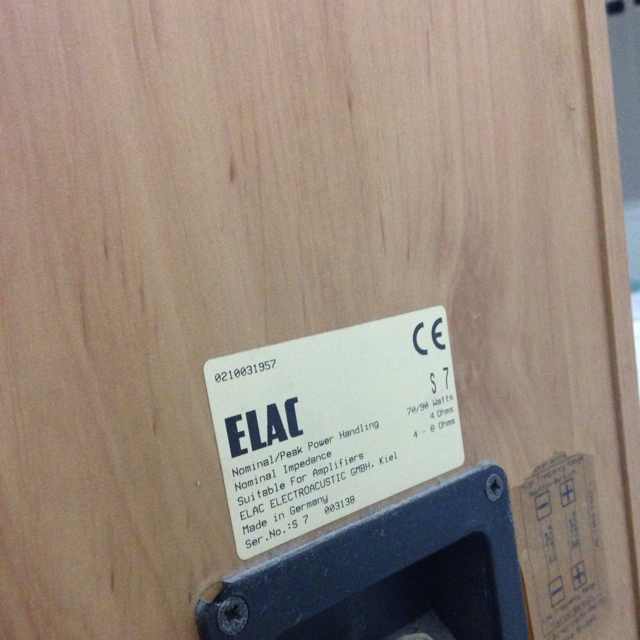 0210031957
CE
S 7
ELAC
Nominal/Peak Power Handling 70/90 Watts
Nominal Impedance 4 Ohms
Suitable For Amplifiers 4 - 8 Ohms
ELAC ELECTROACUSTIC GMBH, Kiel
Made in Germany
Ser.No.:S 7 003138